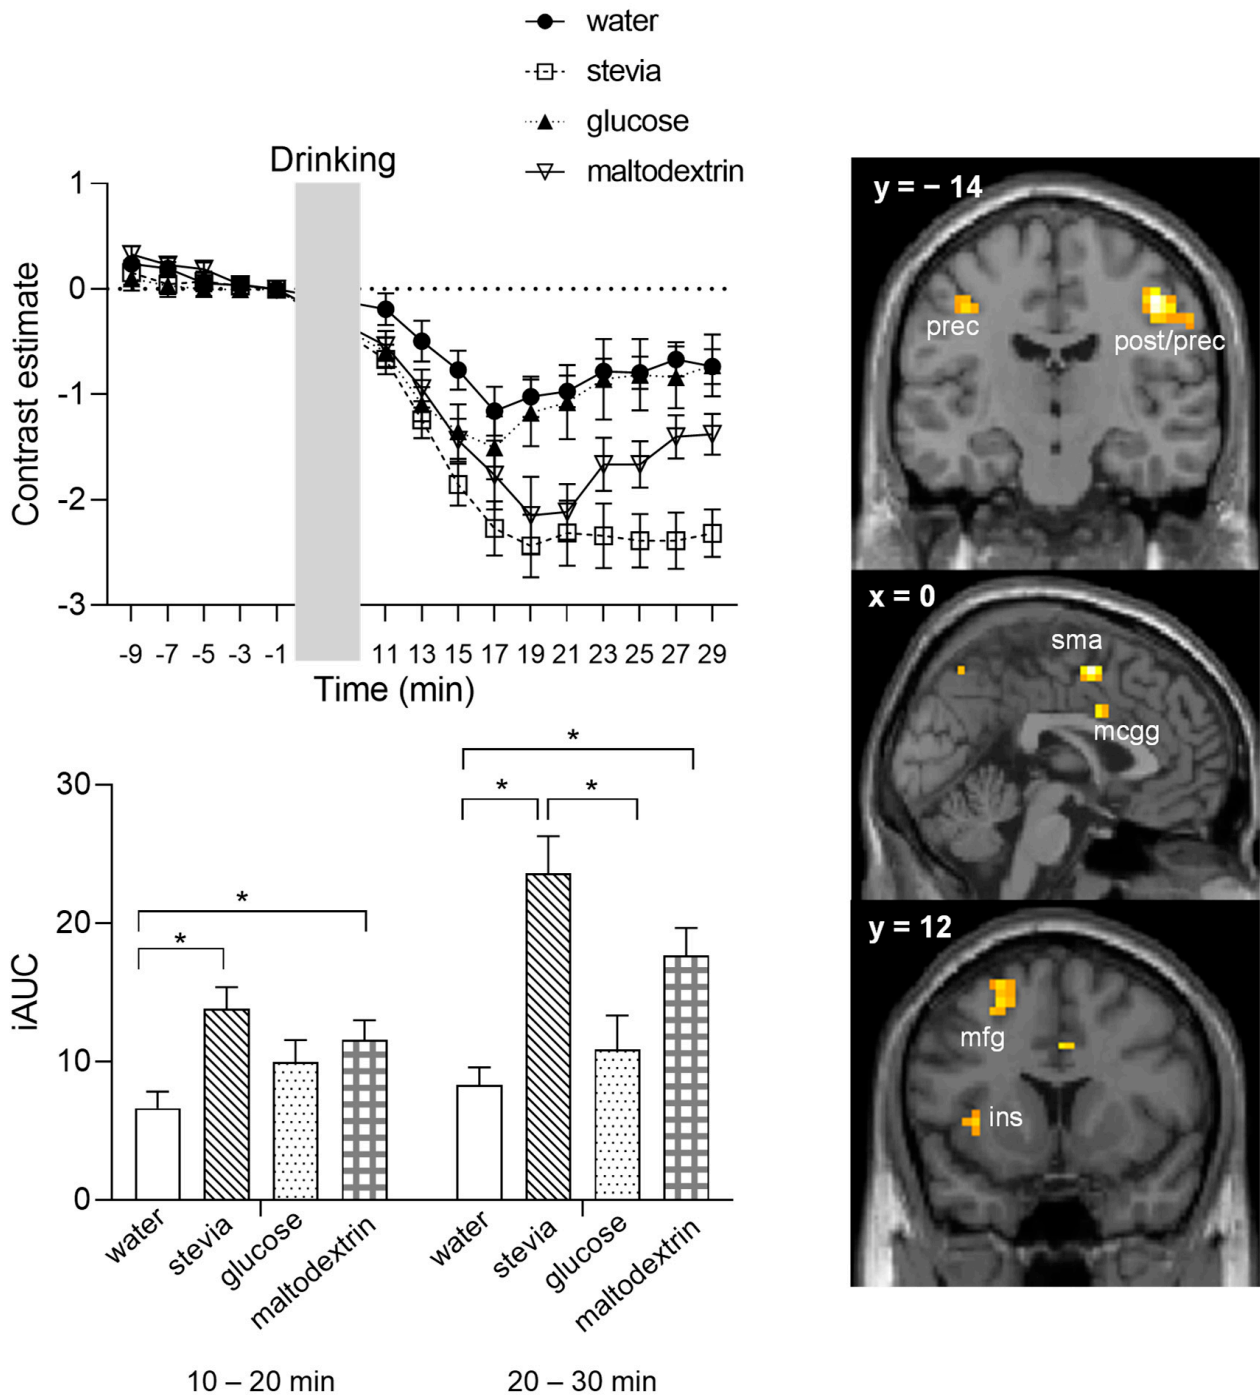 water
stevia
glucose
maltodextrin
Drinking
Contrast estimate
1
0
-1
-2
-3
-9 -7 -5 -3 -1 11 13 15 17 19 21 23 25 27 29
Time (min)
iAUC
30
20
10
0
* * * * *
water stevia glucose maltodextrin water stevia glucose maltodextrin
10 – 20 min 20 – 30 min
y = – 14
prec
post/prec
x = 0
sma
mcgg
y = 12
mfg
ins